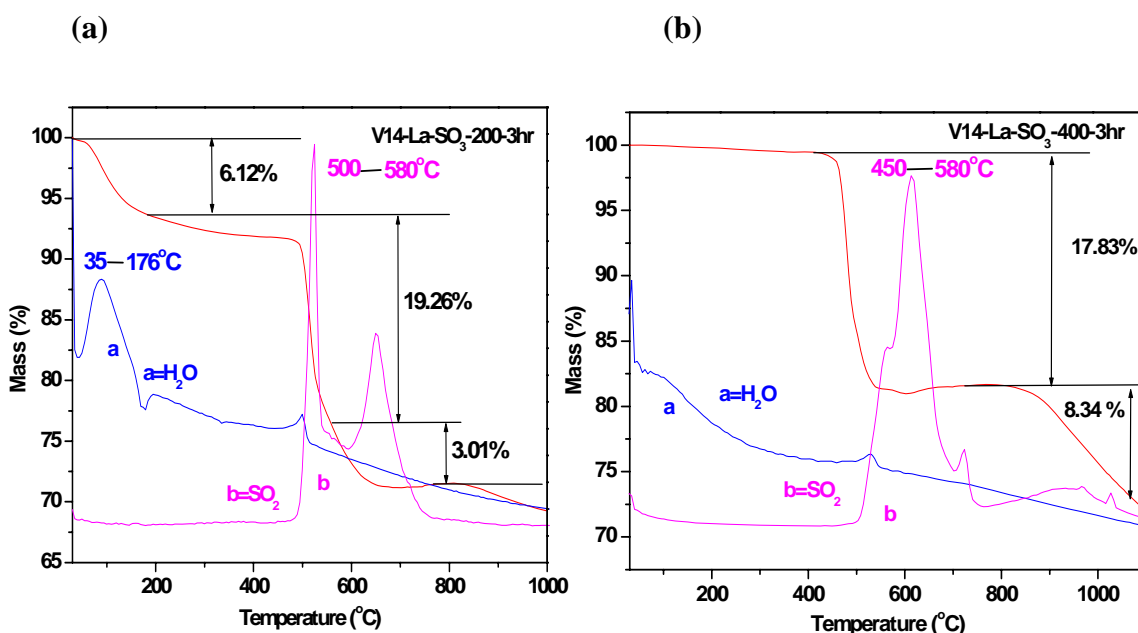 (a)
(b)
V14-La-SO3-200-3hr
6.12%
500—580°C
19.26%
35—176°C
a
a=H2O
3.01%
b=SO2
b
Mass (%)
100
95
90
85
80
75
70
65
200
400
600
800
1000
Temperature (°C)
V14-La-SO3-400-3hr
450—580°C
17.83%
a=H2O
a
8.34 %
b=SO2
b
Mass (%)
100
95
90
85
80
75
70
200
400
600
800
1000
Temperature (°C)